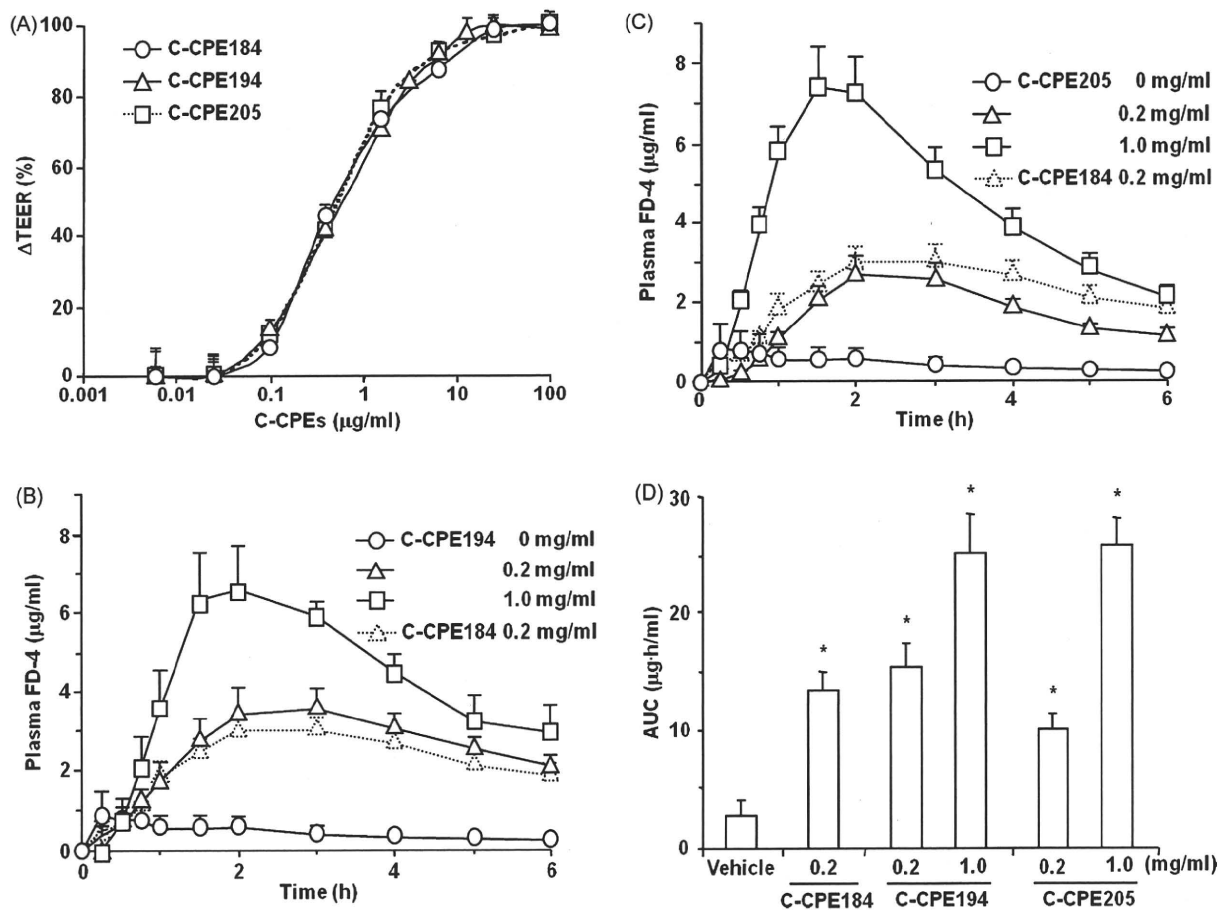 (A)
100
80
60
40
20
0
ΔTEER (%)
C-CPE184
C-CPE194
C-CPE205
0.001 0.01 0.1 1 10 100
C-CPEs (μg/ml)
(B)
8
6
4
2
0
Plasma FD-4 (μg/ml)
C-CPE194 0 mg/ml
0.2 mg/ml
1.0 mg/ml
C-CPE184 0.2 mg/ml
0 2 4 6
Time (h)
(C)
8
6
4
2
0
Plasma FD-4 (μg/ml)
C-CPE205 0 mg/ml
0.2 mg/ml
1.0 mg/ml
C-CPE184 0.2 mg/ml
0 2 4 6
Time (h)
(D)
30
20
10
0
AUC (μg·h/ml)
* * * * *
Vehicle 0.2 0.2 1.0 0.2 1.0 (mg/ml)
C-CPE184 C-CPE194 C-CPE205